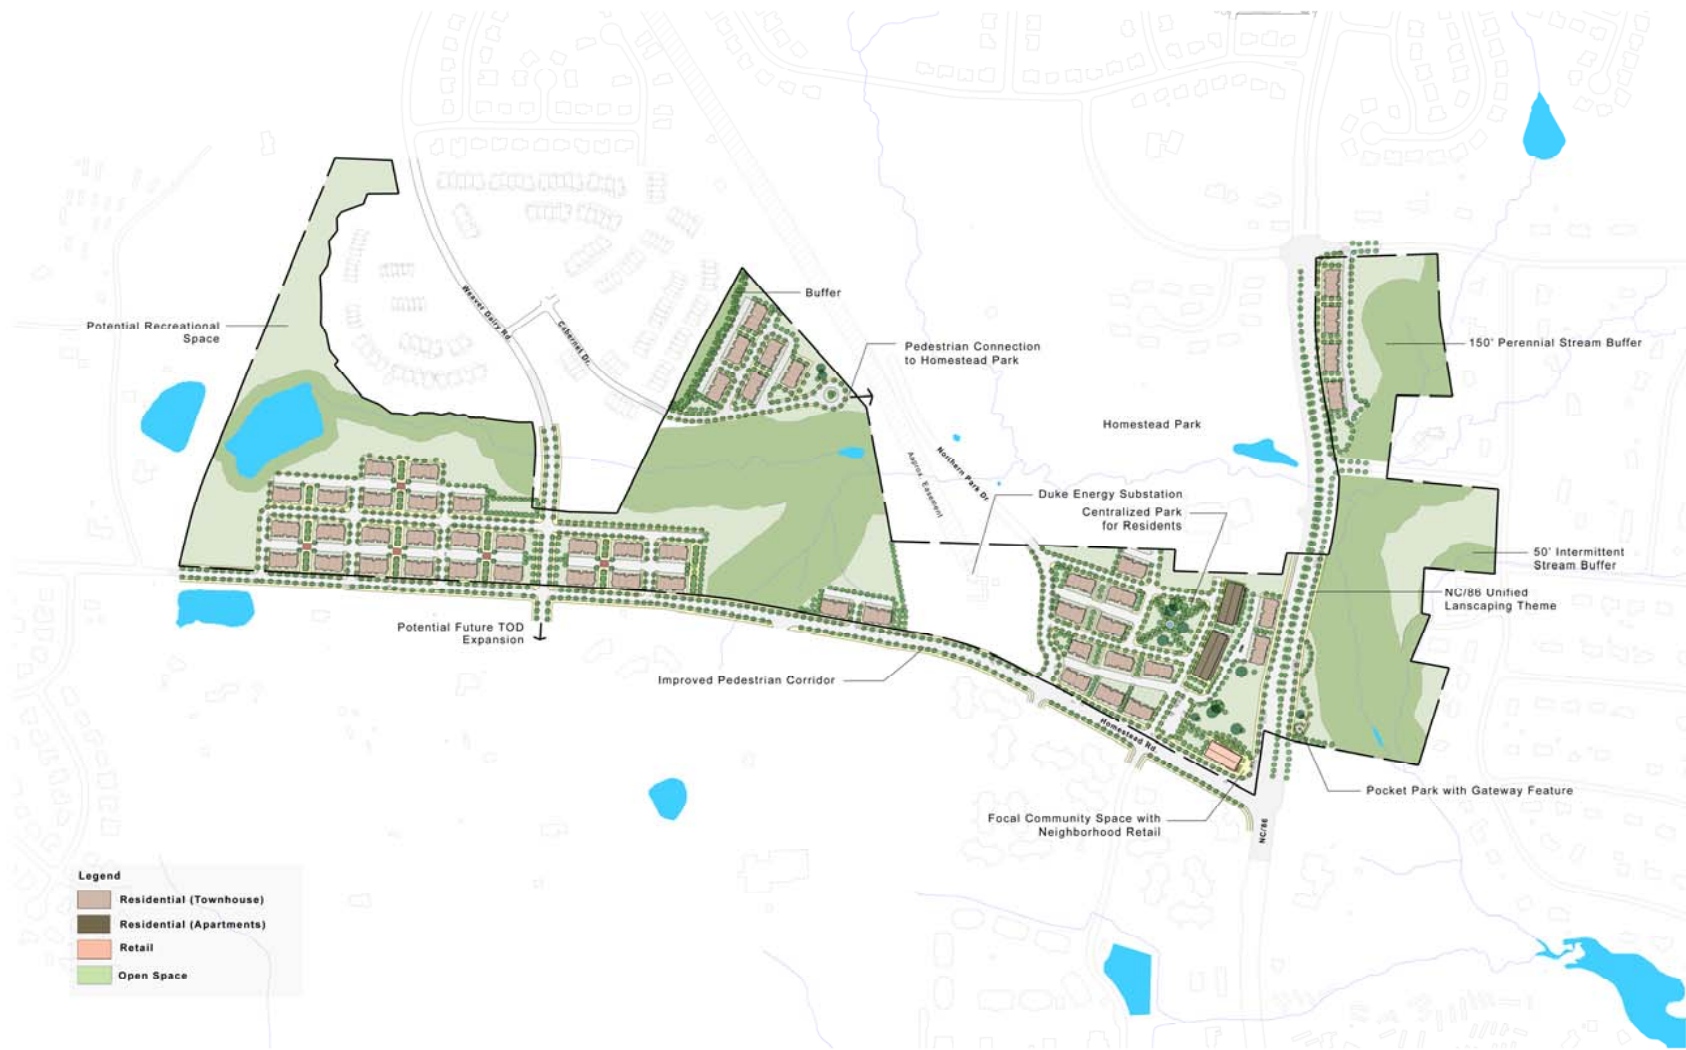 Potential Recreational
Space
Weaver Dairy Rd.
Cabernet Dr.
Buffer
Pedestrian Connection
to Homestead Park
150' Perennial Stream Buffer
Homestead Park
Northern Park Dr
Aaprox. Easement
Duke Energy Substation
Centralized Park
for Residents
50' Intermittent
Stream Buffer
NC/86 Unified
Lanscaping Theme
Potential Future TOD
Expansion
Improved Pedestrian Corridor
Homestead Rd.
Pocket Park with Gateway Feature
Focal Community Space with
Neighborhood Retail
NC/86
Legend
Residential (Townhouse)
Residential (Apartments)
Retail
Open Space